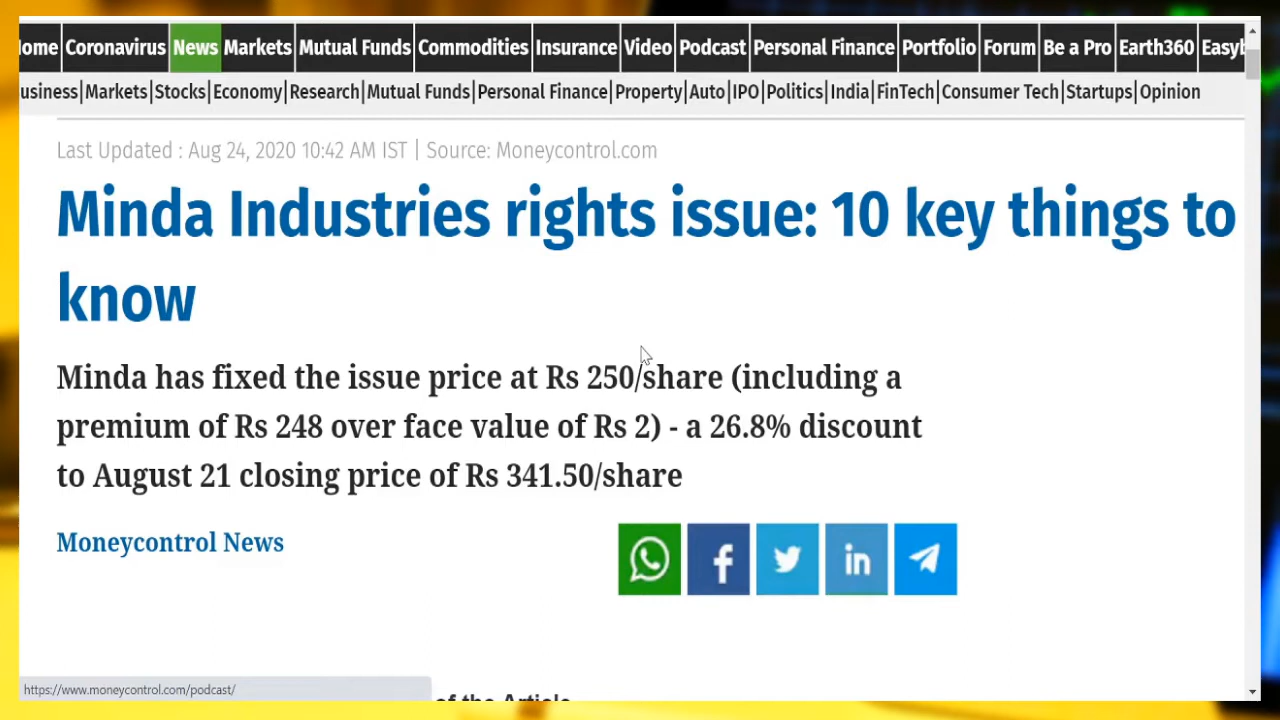 ome Coronavirus News Markets Mutual Funds Commodities Insurance Video Podcast Personal Finance Portfolio Forum Be a Pro Earth360 Easyb
usiness|Markets|Stocks|Economy|Research|Mutual Funds|Personal Finance|Property|Auto|IPO|Politics|India|FinTech|Consumer Tech|Startups|Opinion
Last Updated : Aug 24, 2020 10:42 AM IST | Source: Moneycontrol.com
Minda Industries rights issue: 10 key things to
know
Minda has fixed the issue price at Rs 250/share (including a
premium of Rs 248 over face value of Rs 2) - a 26.8% discount
to August 21 closing price of Rs 341.50/share
Moneycontrol News
https://www.moneycontrol.com/podcast/
of the Article